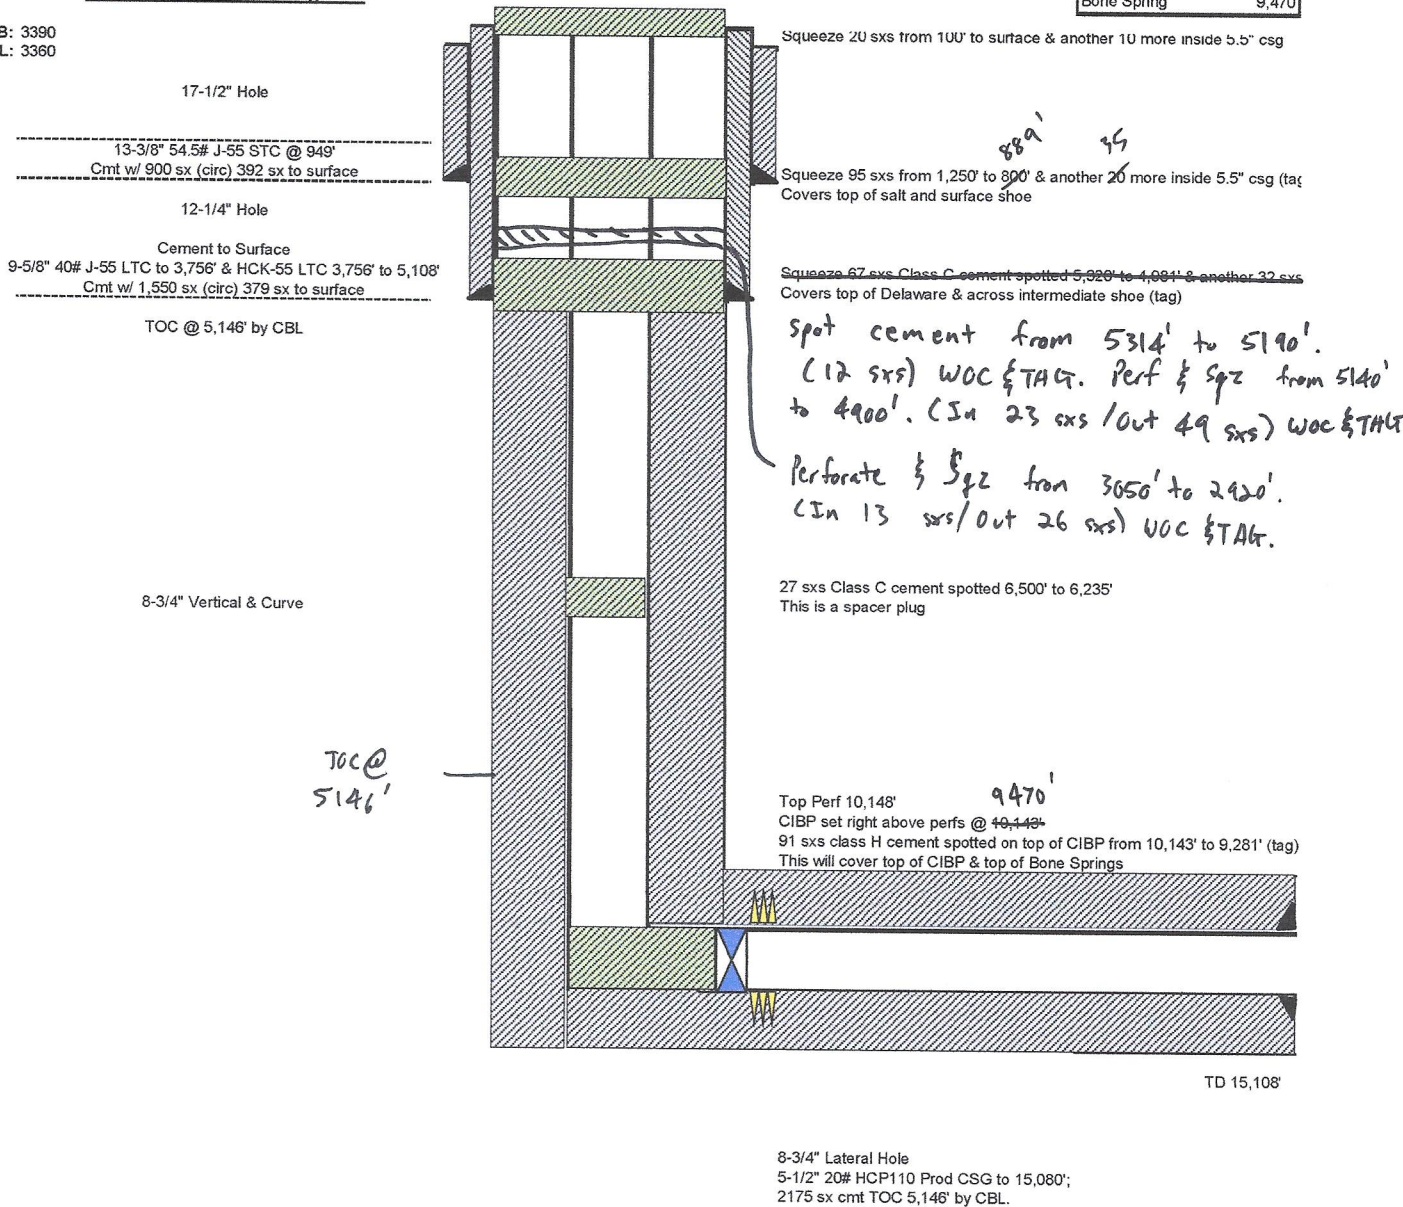 Bone Spring 9,470
B: 3390
L: 3360
Squeeze 20 sxs from 100' to surface & another 10 more inside 5.5" csg
17-1/2" Hole
13-3/8" 54.5# J-55 STC @ 949'
Cmt w/ 900 sx (circ) 392 sx to surface
889' 35
Squeeze 95 sxs from 1,250' to 800' & another 20 more inside 5.5" csg (tag
Covers top of salt and surface shoe
12-1/4" Hole
Cement to Surface
9-5/8" 40# J-55 LTC to 3,756' & HCK-55 LTC 3,756' to 5,108'
Cmt w/ 1,550 sx (circ) 379 sx to surface
TOC @ 5,146' by CBL
Squeeze 67 sxs Class C cement spotted 5,320' to 4,981' & another 32 sxs
Covers top of Delaware & across intermediate shoe (tag)
Spot cement from 5314' to 5190'.
(12 sxs) WOC & TAG. Perf & Sqz from 5140'
to 4900'. (In 23 sxs / Out 49 sxs) WOC & TAG
Perforate & Sqz from 3050' to 2920'.
(In 13 sxs/Out 26 sxs) WOC & TAG.
27 sxs Class C cement spotted 6,500' to 6,235'
This is a spacer plug
8-3/4" Vertical & Curve
TOC @
5146'
Top Perf 10,148'
9470'
CIBP set right above perfs @ 10,143'
91 sxs class H cement spotted on top of CIBP from 10,143' to 9,281' (tag)
This will cover top of CIBP & top of Bone Springs
TD 15,108'
8-3/4" Lateral Hole
5-1/2" 20# HCP110 Prod CSG to 15,080';
2175 sx cmt TOC 5,146' by CBL.